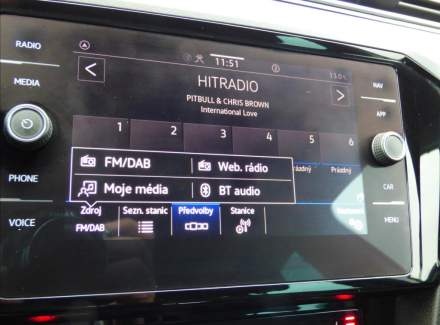 RADIO
MEDIA
PHONE
VOICE
11:51
HITRADIO
PITBULL & CHRIS BROWN
International Love
1 2 3 4 5 6
FM/DAB Web. rádio
Moje média BT audio
Prázdný
Zdroj Sezn. stanic Předvolby Stanice
FM/DAB
NAV
APP
CAR
MENU